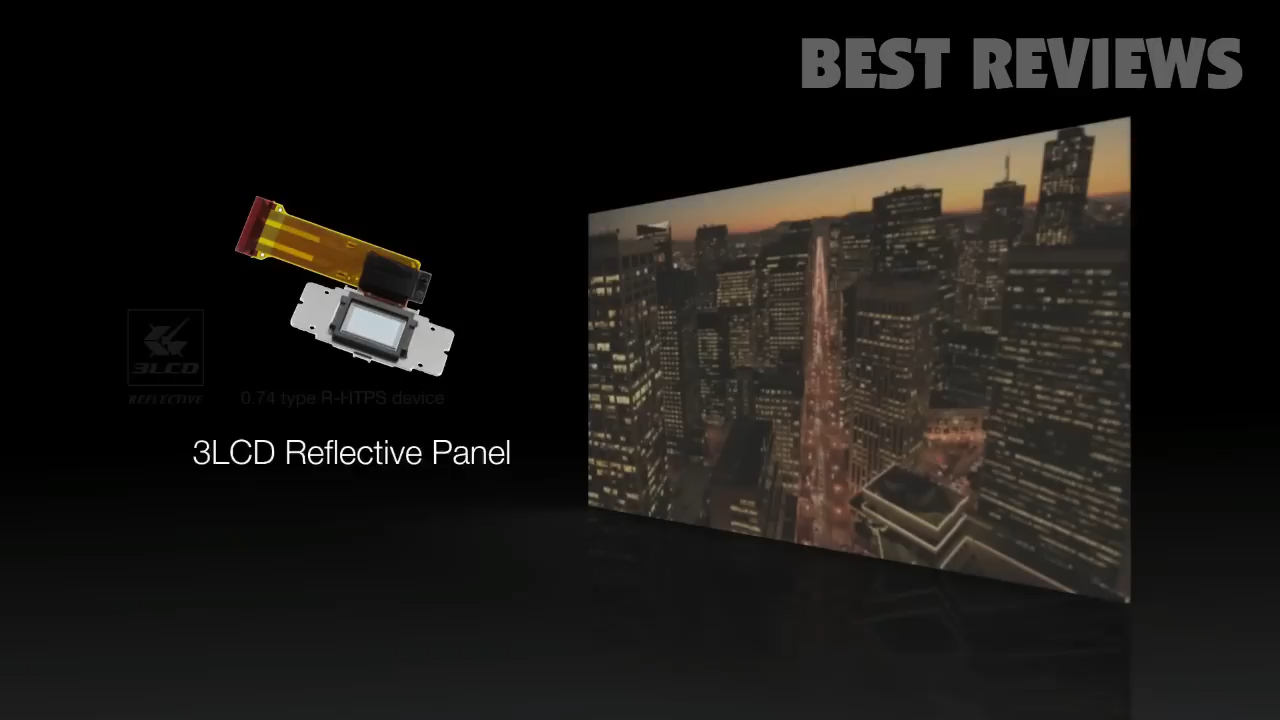 BEST REVIEWS
3LCD
REFLECTIVE
0.74 type R-HTPS device
3LCD Reflective Panel